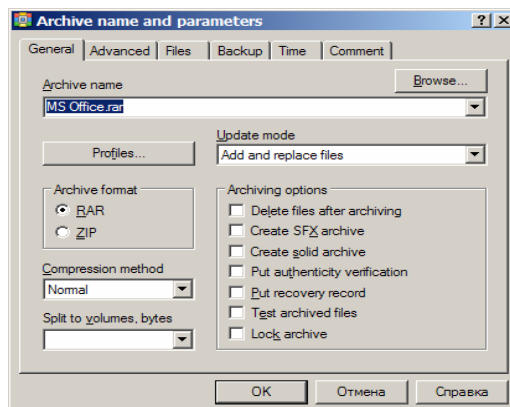 Archive name and parameters
General Advanced Files Backup Time Comment
Archive name
Browse...
MS Office.rar
Update mode
Profiles...
Add and replace files
Archive format
RAR
ZIP
Compression method
Normal
Split to volumes, bytes
Archiving options
Delete files after archiving
Create SFX archive
Create solid archive
Put authenticity verification
Put recovery record
Test archived files
Lock archive
OK Отмена Справка